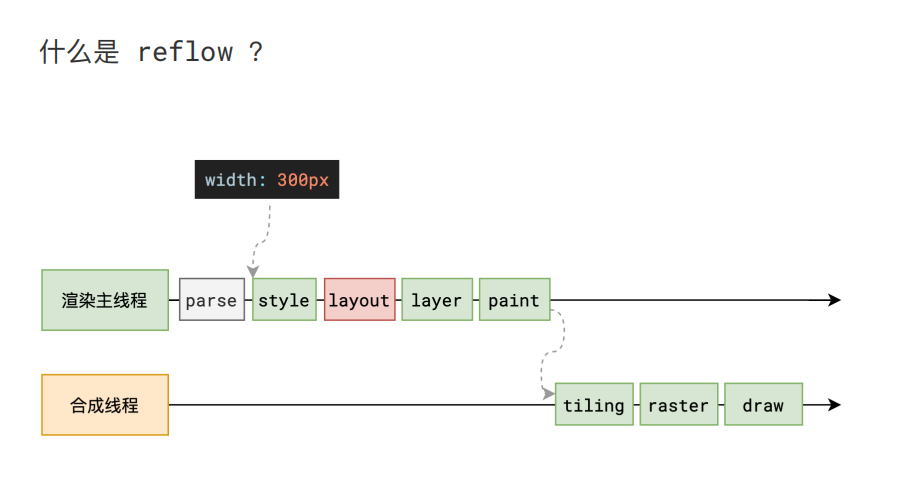 什么是 reflow ?
width: 300px
渲染主线程 parse style layout layer paint
合成线程 tiling raster draw